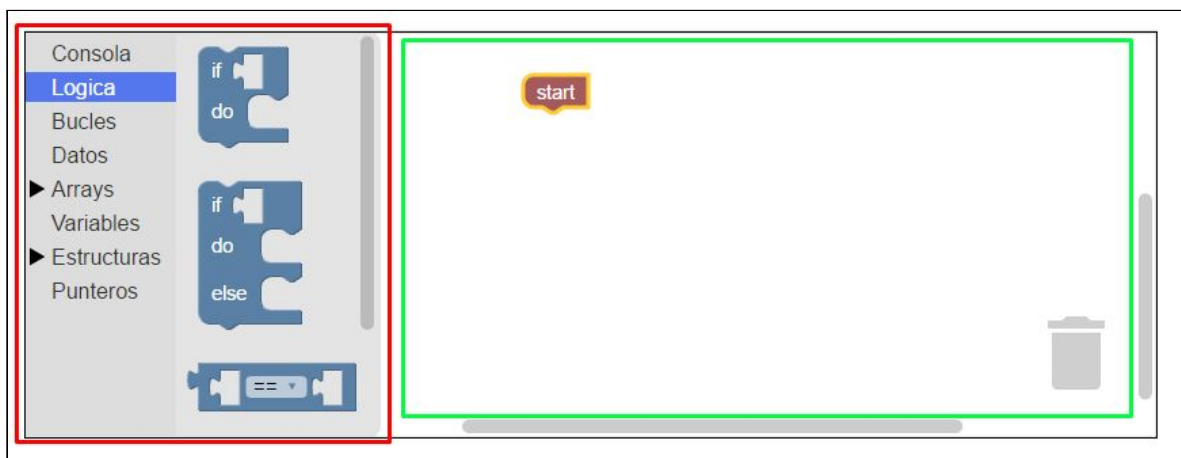 Consola
Logica
Bucles
Datos
Arrays
Variables
Estructuras
Punteros
if
do
if
do
else
==
start